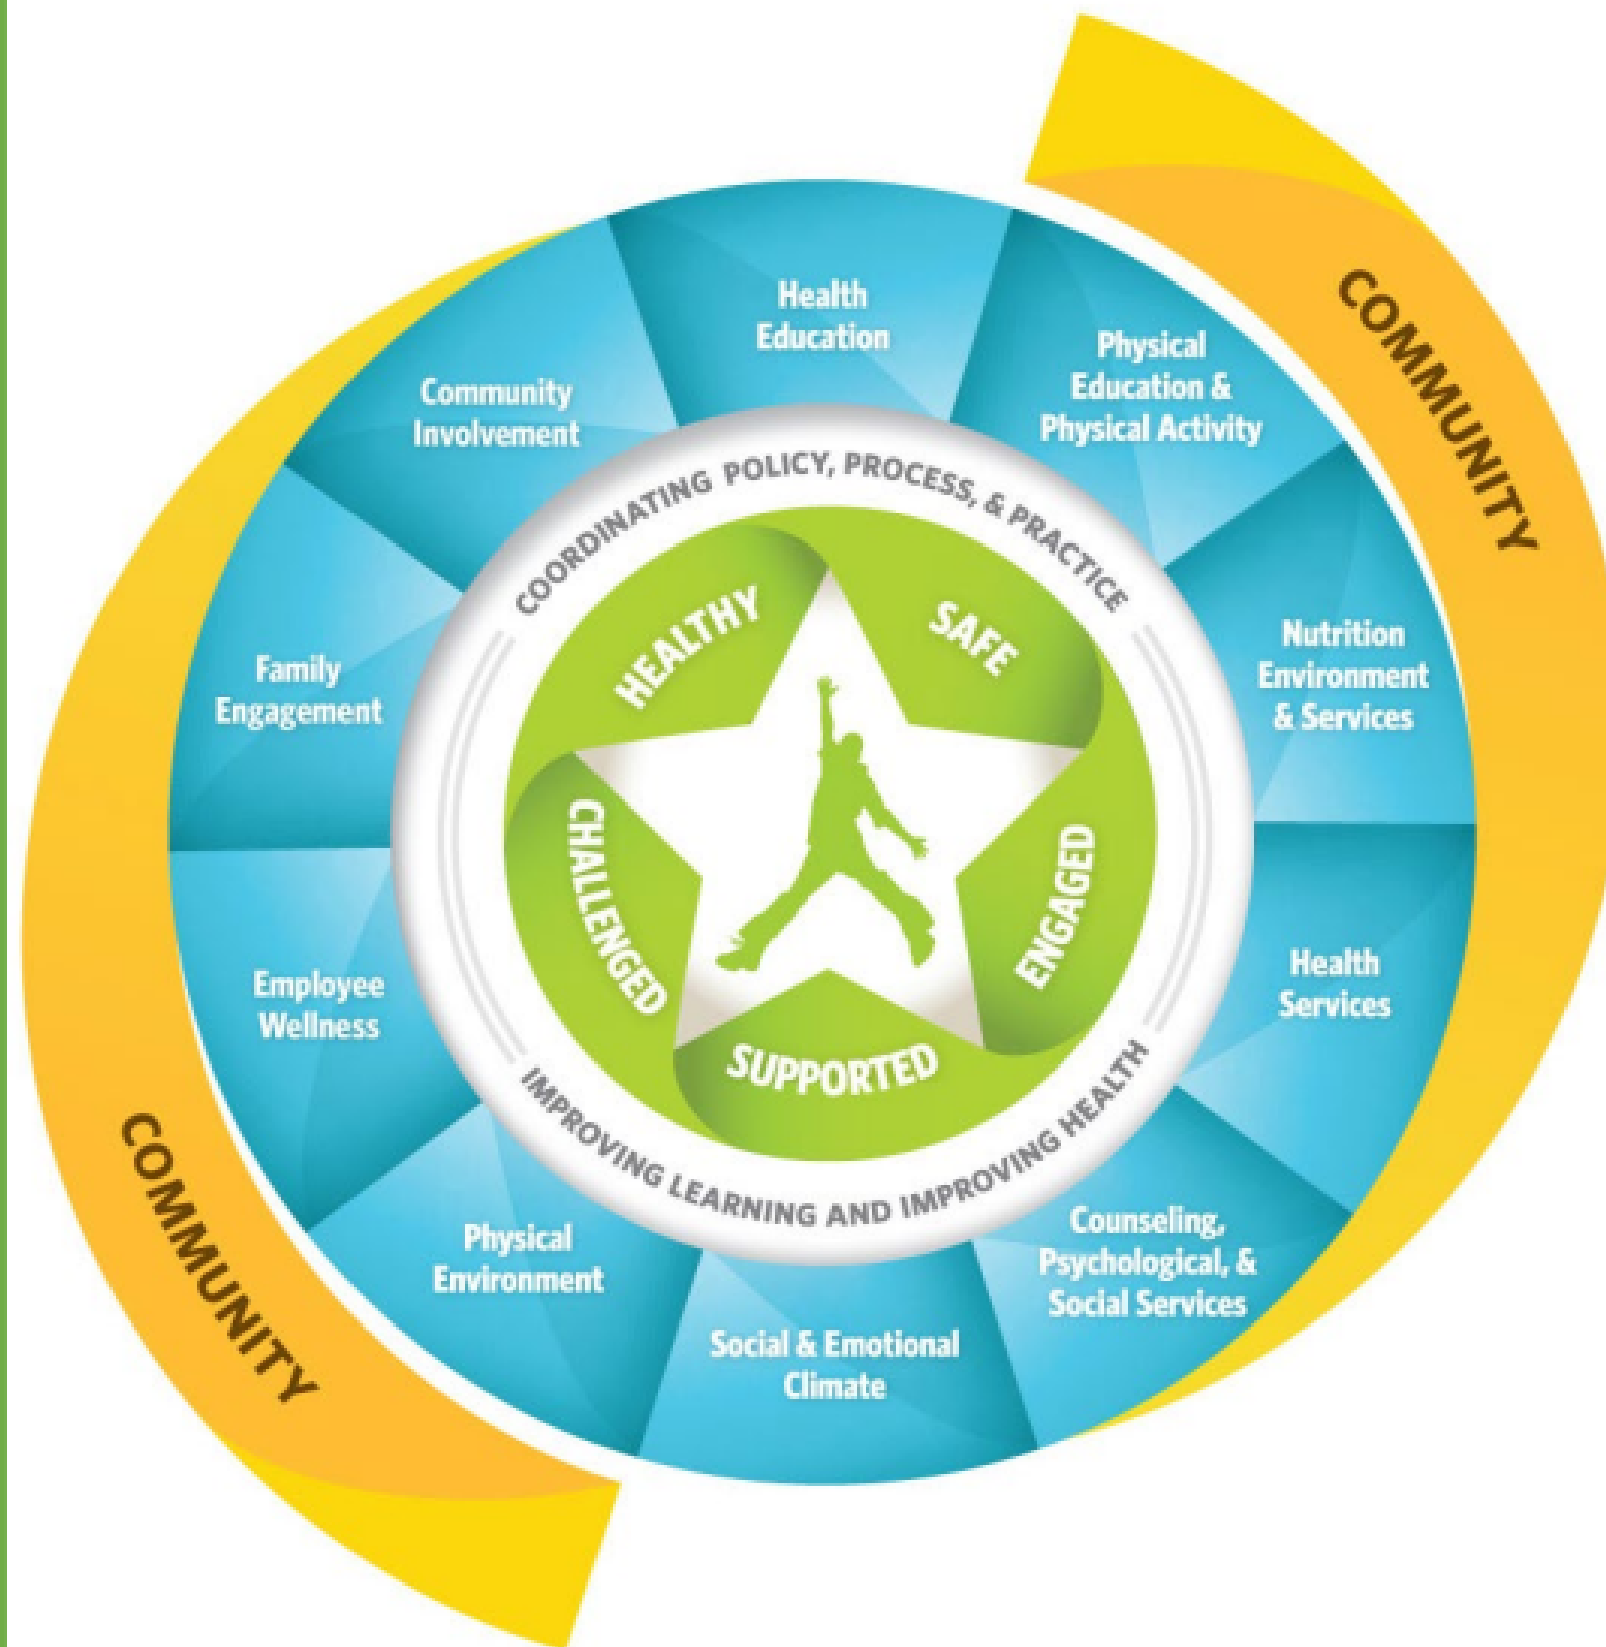 COMMUNITY
Health
Education
Physical
Education &
Physical Activity
Nutrition
Environment
& Services
Health
Services
Counseling,
Psychological, &
Social Services
Social & Emotional
Climate
Physical
Environment
Employee
Wellness
Family
Engagement
Community
Involvement
COORDINATING POLICY, PROCESS, & PRACTICE
IMPROVING LEARNING AND IMPROVING HEALTH
HEALTHY
SAFE
ENGAGED
SUPPORTED
CHALLENGED
COMMUNITY